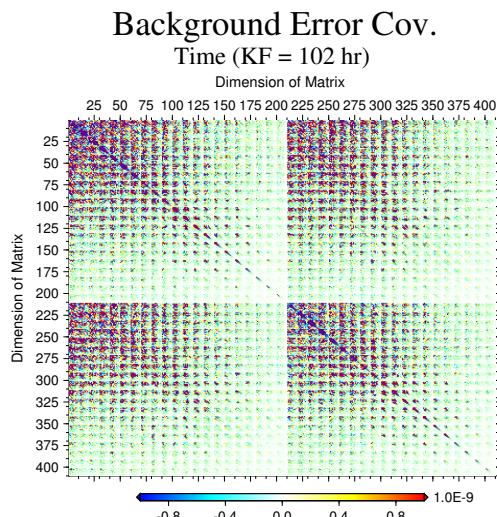 Background Error Cov.
Time (KF = 102 hr)
Dimension of Matrix
25 50 75 100 125 150 175 200 225 250 275 300 325 350 375 400
Dimension of Matrix
25
50
75
100
125
150
175
200
225
250
275
300
325
350
375
400
1.0E-9
-0.8 -0.4 0.0 0.4 0.8